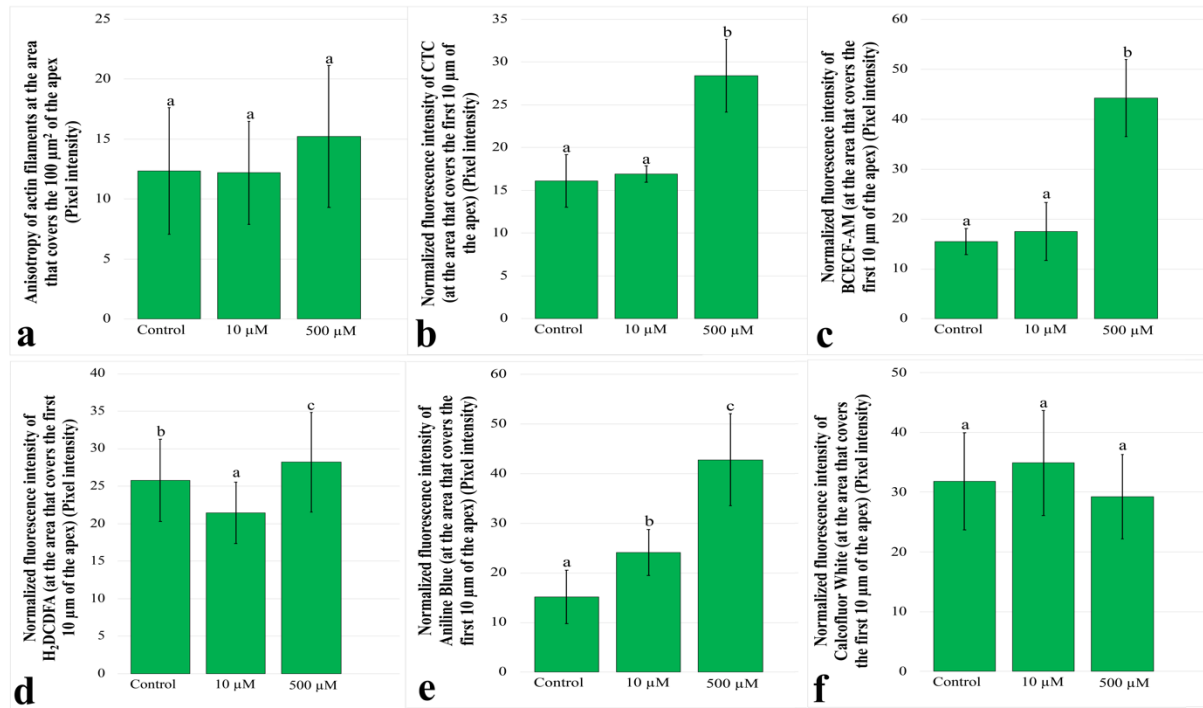 Anisotropy of actin filaments at the area
that covers the 100 µm² of the apex
(Pixel intensity)
25
20
15
10
5
0
a
a
a
Control
10 µM
500 µM
a
Normalized fluorescence intensity of CTC
(at the area that covers the first 10 µm of
the apex) (Pixel intensity)
35
30
25
20
15
10
5
0
a
a
b
Control
10 µM
500 µM
b
Normalized fluorescence intensity of
BCECF-AM (at the area that covers the
first 10 µm of the apex) (Pixel intensity)
60
50
40
30
20
10
0
a
a
b
Control
10 µM
500 µM
c
Normalized fluorescence intensity of
H₂DCDFA (at the area that covers the first
10 µm of the apex) (Pixel intensity)
40
35
30
25
20
15
10
5
0
b
a
c
Control
10 µM
500 µM
d
Normalized fluorescence intensity of
Aniline Blue (at the area that covers the
first 10 µm of the apex) (Pixel intensity)
60
50
40
30
20
10
0
a
b
c
Control
10 µM
500 µM
e
Normalized fluorescence intensity of
Calcofluor White (at the area that covers
the first 10 µm of the apex) (Pixel intensity)
50
40
30
20
10
0
a
a
a
Control
10 µM
500 µM
f